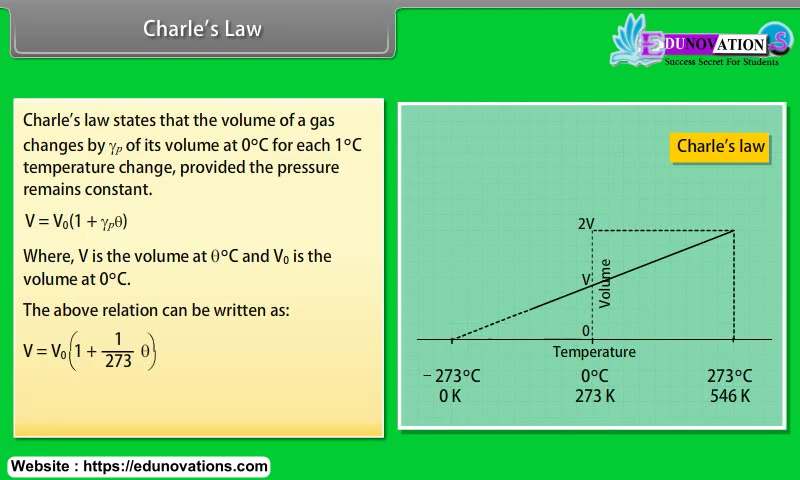 Charle's Law
EDUNOVATIONS
Success Secret For Students
Charle's law states that the volume of a gas
changes by γp of its volume at 0°C for each 1°C
temperature change, provided the pressure
remains constant.
V = V₀(1 + γpθ)
Where, V is the volume at θ°C and V₀ is the
volume at 0°C.
The above relation can be written as:
V = V₀(1 + 1/273 θ)
Charle's law
2V
V
Volume
0
Temperature
– 273°C 0°C 273°C
0 K 273 K 546 K
Website : https://edunovations.com